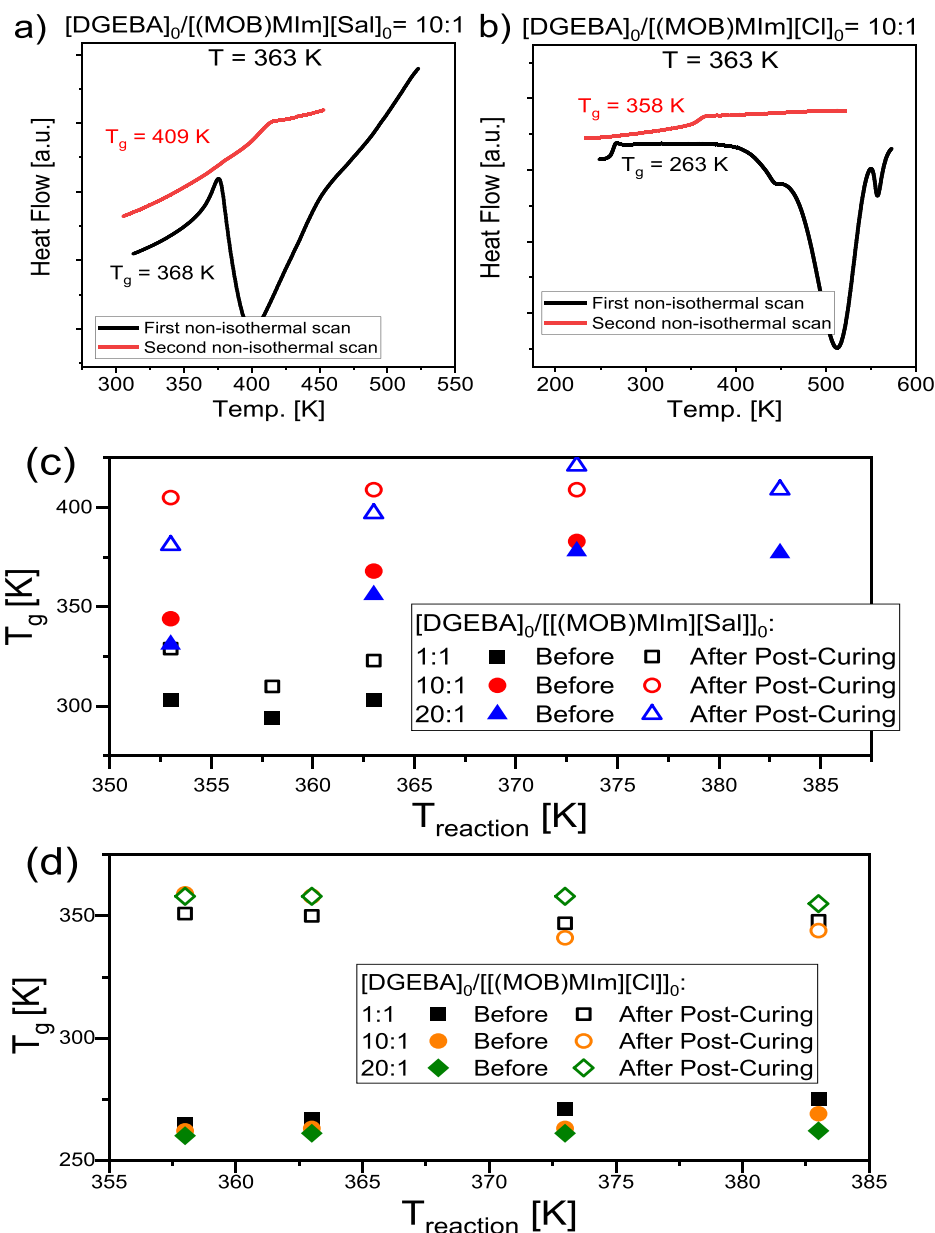 a) [DGEBA]₀/[(MOB)MIm][Sal]₀= 10:1
T = 363 K
Tg = 409 K
Tg = 368 K
First non-isothermal scan
Second non-isothermal scan
Heat Flow [a.u.]
300 350 400 450 500 550
Temp. [K]
b) [DGEBA]₀/[(MOB)MIm][Cl]₀= 10:1
T = 363 K
Tg = 358 K
Tg = 263 K
First non-isothermal scan
Second non-isothermal scan
Heat Flow [a.u.]
200 300 400 500 600
Temp. [K]
(c)
400
350
300
Tg [K]
[DGEBA]₀/[[(MOB)MIm][Sal]]₀:
1:1 Before After Post-Curing
10:1 Before After Post-Curing
20:1 Before After Post-Curing
350 355 360 365 370 375 380 385
Treaction [K]
(d)
350
300
250
Tg [K]
[DGEBA]₀/[[(MOB)MIm][Cl]]₀:
1:1 Before After Post-Curing
10:1 Before After Post-Curing
20:1 Before After Post-Curing
355 360 365 370 375 380 385
Treaction [K]